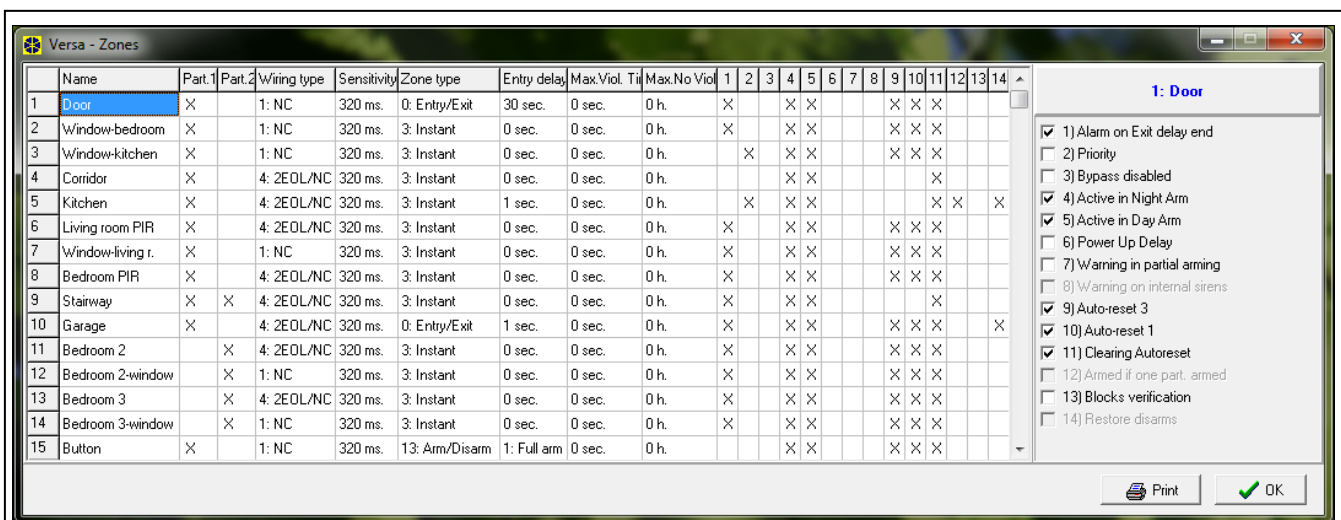 Versa - Zones
Name Part.1 Part.2 Wiring type Sensitivity Zone type Entry delay Max.Viol. Ti Max.No Viol 1 2 3 4 5 6 7 8 9 10 11 12 13 14
1 Door X 1: NC 320 ms. 0: Entry/Exit 30 sec. 0 sec. 0 h. X X X X X X
2 Window-bedroom X 1: NC 320 ms. 3: Instant 0 sec. 0 sec. 0 h. X X X X X X
3 Window-kitchen X 1: NC 320 ms. 3: Instant 0 sec. 0 sec. 0 h. X X X X X X
4 Corridor X 4: 2EOL/NC 320 ms. 3: Instant 0 sec. 0 sec. 0 h. X X X
5 Kitchen X 4: 2EOL/NC 320 ms. 3: Instant 1 sec. 0 sec. 0 h. X X X X X X
6 Living room PIR X 4: 2EOL/NC 320 ms. 3: Instant 0 sec. 0 sec. 0 h. X X X X X X
7 Window-living r. X 1: NC 320 ms. 3: Instant 0 sec. 0 sec. 0 h. X X X X X X
8 Bedroom PIR X 4: 2EOL/NC 320 ms. 3: Instant 0 sec. 0 sec. 0 h. X X X X X X
9 Stairway X X 4: 2EOL/NC 320 ms. 3: Instant 0 sec. 0 sec. 0 h. X X X X
10 Garage X 4: 2EOL/NC 320 ms. 0: Entry/Exit 1 sec. 0 sec. 0 h. X X X X X X X
11 Bedroom 2 X 4: 2EOL/NC 320 ms. 3: Instant 0 sec. 0 sec. 0 h. X X X X X X
12 Bedroom 2-window X 1: NC 320 ms. 3: Instant 0 sec. 0 sec. 0 h. X X X X X X
13 Bedroom 3 X 4: 2EOL/NC 320 ms. 3: Instant 0 sec. 0 sec. 0 h. X X X X X X
14 Bedroom 3-window X 1: NC 320 ms. 3: Instant 0 sec. 0 sec. 0 h. X X X X X X
15 Button X 1: NC 320 ms. 13: Arm/Disarm 1: Full arm 0 sec. 0 h. X X X X X
1: Door
1) Alarm on Exit delay end
2) Priority
3) Bypass disabled
4) Active in Night Arm
5) Active in Day Arm
6) Power Up Delay
7) Warning in partial arming
8) Warning on internal sirens
9) Auto-reset 3
10) Auto-reset 1
11) Clearing Autoreset
12) Armed if one part. armed
13) Blocks verification
14) Restore disarms
Print OK